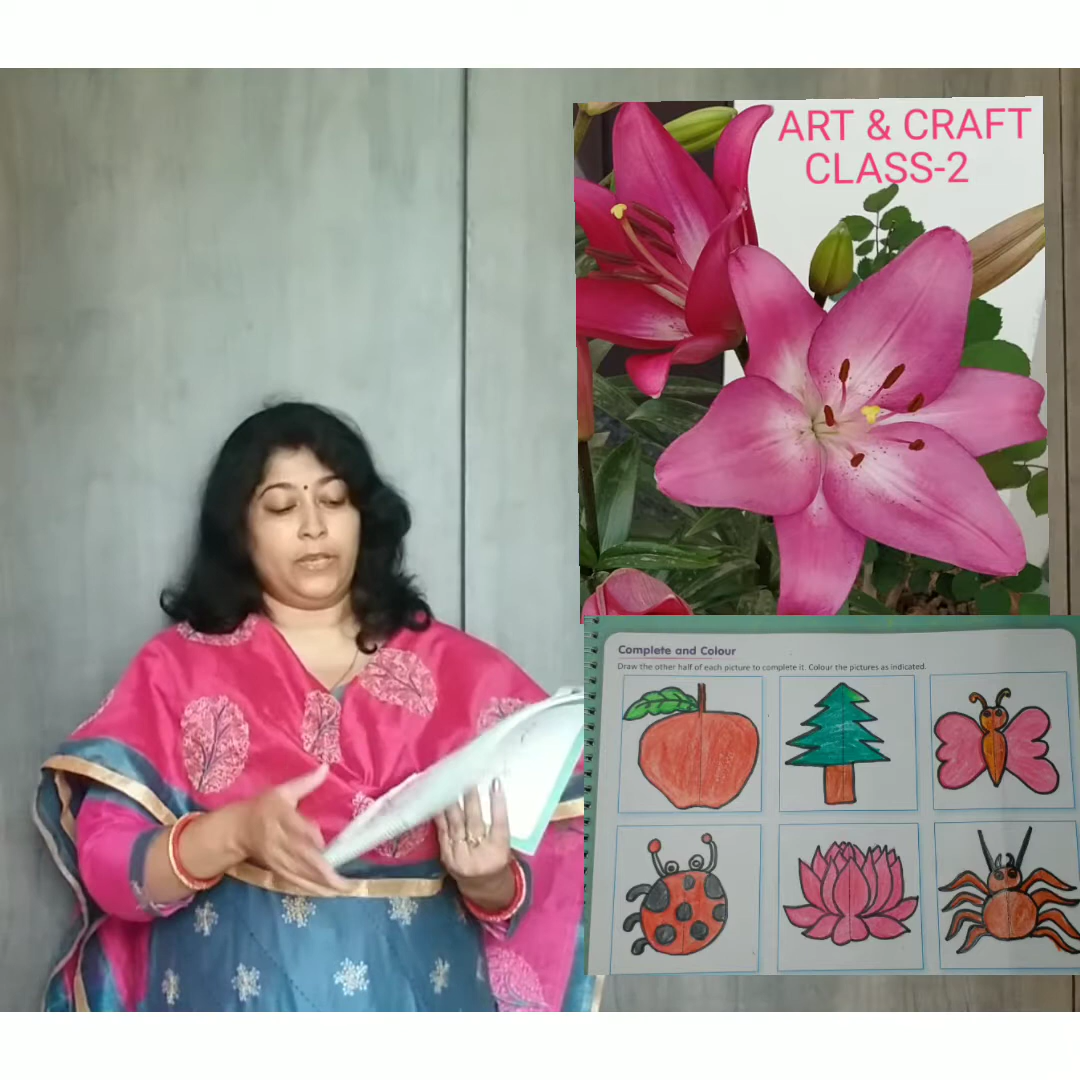 ART & CRAFT
CLASS-2
Complete and Colour
Draw the other half of each picture to complete it. Colour the pictures as indicated.